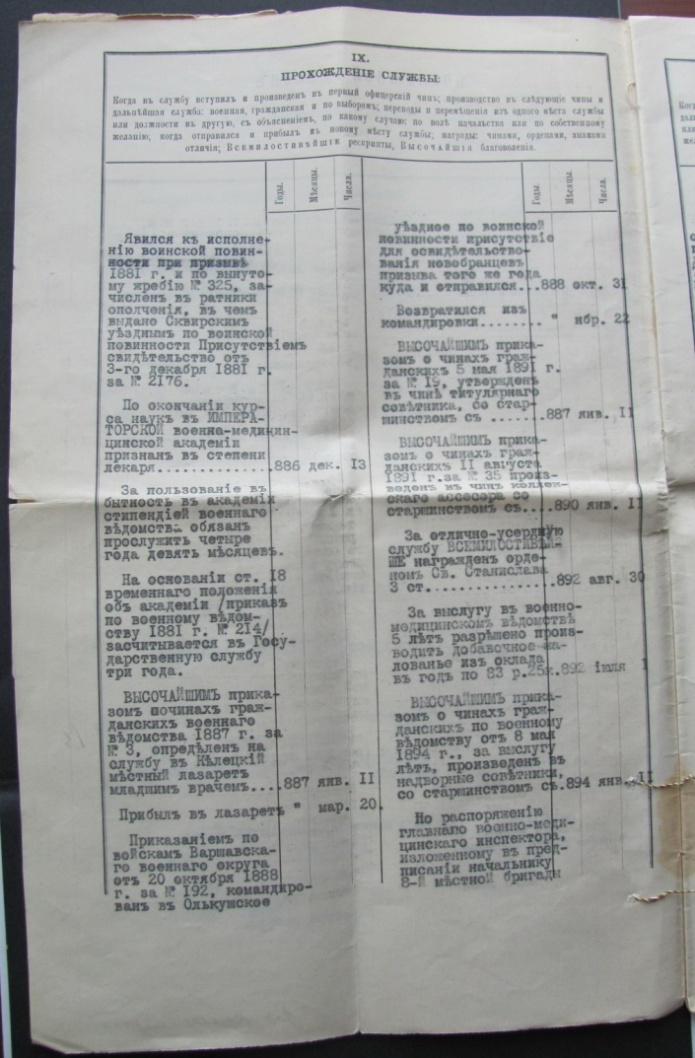 IX.
ПРОХОЖДЕНІЕ СЛУЖБЫ:
Когда въ службу вступилъ и произведенъ въ первый офицерскій чинъ; производство въ слѣдующіе чины и
дальнѣйшая служба: военная, гражданская и по выборамъ; переводы и перемѣщенія изъ одного мѣста службы
или должности въ другую, съ объясненіемъ, по какому случаю: по волѣ начальства или по собственному
желанію, когда отправился и прибылъ къ новому мѣсту службы; награды: чинами, орденами, знаками
отличія; Всемилостивѣйшіе рескрипты, Высочайшія благоволенія.
Годы. Мѣсяцы. Числа.
Явился къ исполне-
нію воинской повин-
ности при призывѣ
1881 г. и по вынуто-
му жребію № 325, за-
численъ въ ратники
ополченія, въ чемъ
выдано Сквирскимъ
уѣзднымъ по воинской
повинности Присутствіемъ
свидѣтельство отъ
3-го декабря 1881 г.
за № 2176.
По окончаніи кур-
са наукъ въ ИМПЕРА-
ТОРСКОЙ военно-медицин-
цинской академіи
признанъ въ степени
лекаря..............886 дек. 13
За пользованіе въ
бытность въ академіи
стипендіей военнаго
вѣдомства обязан
прослужить четыре
года девять мѣсяцевъ.
На основаніи ст. 18
временнаго положенія
объ академіи /приказъ
по военному вѣдом-
ству 1881 г. № 214/
засчитывается въ Госу-
дарственную службу
три года.
ВЫСОЧАЙШИМЪ прика-
зомъ починахъ граж-
данскихъ военнаго
вѣдомства 1887 г. за
№ 3, опредѣленъ на
службу в Кѣлецкій
мѣстный лазаретъ
младшимъ врачемъ....887 янв. 11
Прибылъ въ лазаретъ " мар. 20.
Приказаніемъ по
войскамъ Варшавска-
го военнаго округа
отъ 20 октября 1888
г. за № 192, командиро-
ванъ въ Олькушское
Годы. Мѣсяцы. Числа.
уѣздное по воинской
повинности присутствіе
для освидѣтельство-
ванія новобранцевъ
призыва того же года
куда и отправился...888 окт. 31
Возвратился изъ
командировки........ " нбр. 22
ВЫСОЧАЙШИМЪ прика-
зомъ о чинахъ граж-
данскихъ 5 мая 1891 г.
за № 19, утвержденъ
въ чинѣ титулярнаго
совѣтника, со стар-
шинствомъ съ .......887 янв. 11
ВЫСОЧАЙШИМЪ прика-
зомъ о чинахъ граж-
данскихъ 11 августа
1891 г. за № 35 произ-
веденъ въ чинъ коллеж-
скаго ассесора со
старшинствомъ съ....890 янв. 11
За отлично-усердную
службу ВСЕМИЛОСТИВѢЙ-
ШЕ награжденъ орде-
номъ Св. Станислава
3 ст................892 авг. 30
За выслугу въ военно-
медицинскомъ вѣдомствѣ
5 лѣтъ разрѣшено произ-
водить добавочное жа-
лованье изъ оклада
въ годъ по 83 р.25к.892 іюля 1
ВЫСОЧАЙШИМЪ прика-
зомъ о чинахъ граж-
данскихъ по военному
вѣдомству отъ 8 мая
1894 г., за выслугу
лѣтъ, произведенъ въ
надворные совѣтники,
со старшинствомъ съ.894 янв. 11
По распоряженію
главнаго военно-меди-
цинскаго инспектора,
изложенному въ пред-
писаніи начальнику
8-й мѣстной бригады